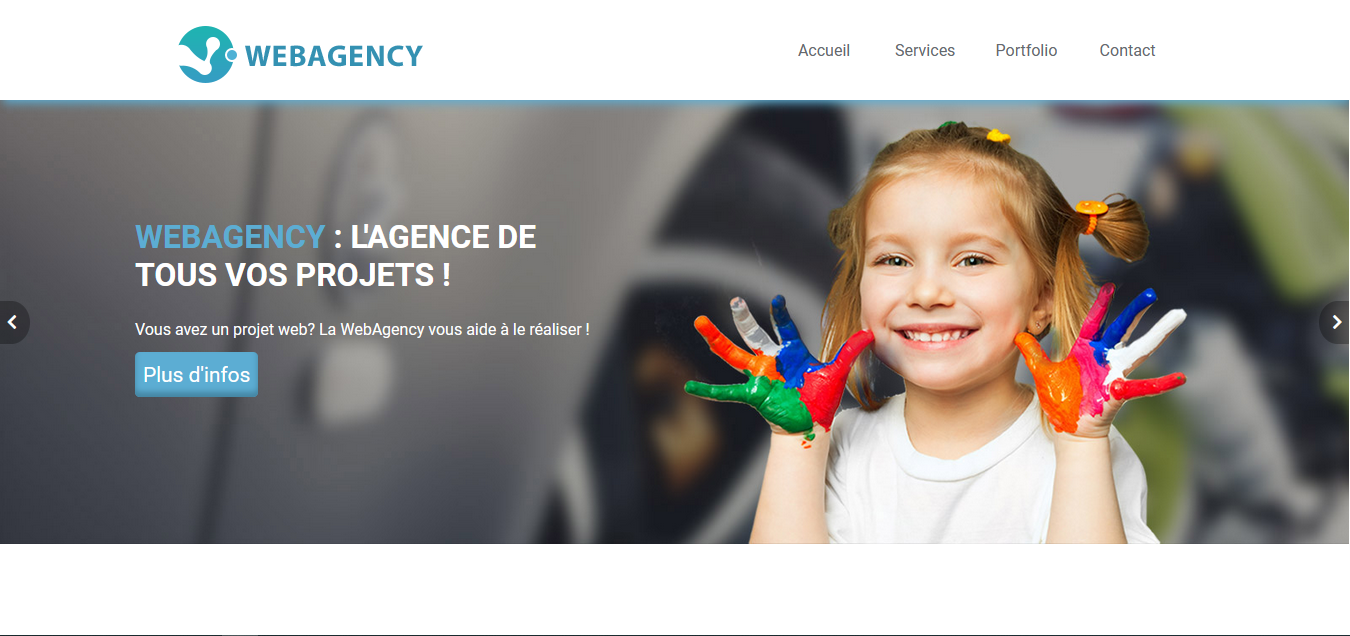 WEBAGENCY
Accueil
Services
Portfolio
Contact
WEBAGENCY : L'AGENCE DE
TOUS VOS PROJETS !
Vous avez un projet web? La WebAgency vous aide à le réaliser !
Plus d'infos